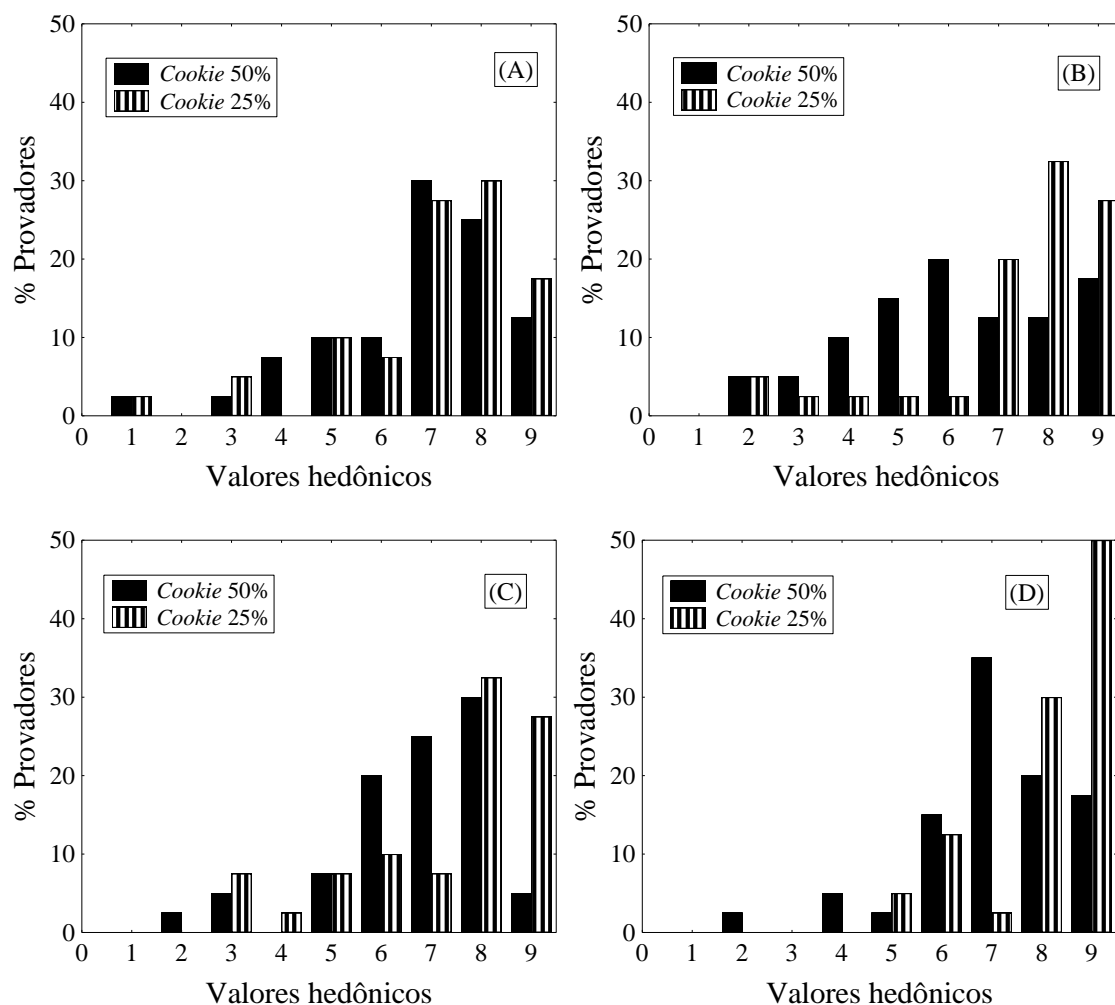 50
40
30
20
10
0
% Provadores
Cookie 50%
Cookie 25%
(A)
0 1 2 3 4 5 6 7 8 9
Valores hedônicos
50
40
30
20
10
0
% Provadores
Cookie 50%
Cookie 25%
(B)
0 1 2 3 4 5 6 7 8 9
Valores hedônicos
50
40
30
20
10
0
% Provadores
Cookie 50%
Cookie 25%
(C)
0 1 2 3 4 5 6 7 8 9
Valores hedônicos
50
40
30
20
10
0
% Provadores
Cookie 50%
Cookie 25%
(D)
0 1 2 3 4 5 6 7 8 9
Valores hedônicos